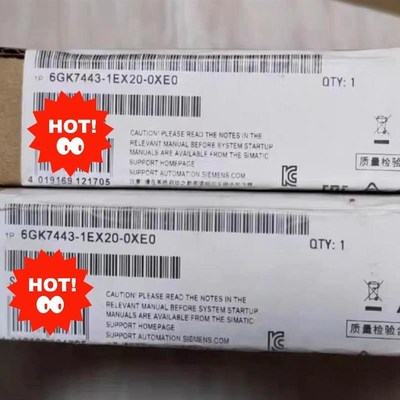 1P 6GK7443-1EX20-0XE0
QTY: 1
HOT!
CAUTION! PLEASE READ THE NOTES IN THE
RELEVANT MANUAL BEFORE SYSTEM STARTUP
MANUALS ARE AVAILABLE FROM THE SIMATIC
SUPPORT HOMEPAGE
SUPPORT AUTOMATION SIEMENS.COM
4 019169 121705
质量检验
1P 6GK7443-1EX20-0XE0
QTY: 1
HOT!
CAUTION! PLEASE READ THE NOTES IN THE
RELEVANT MANUAL BEFORE SYSTEM STARTUP
MANUALS ARE AVAILABLE FROM THE SIMATIC
SUPPORT HOMEPAGE
SUPPORT AUTOMATION SIEMENS.COM
质量检验合